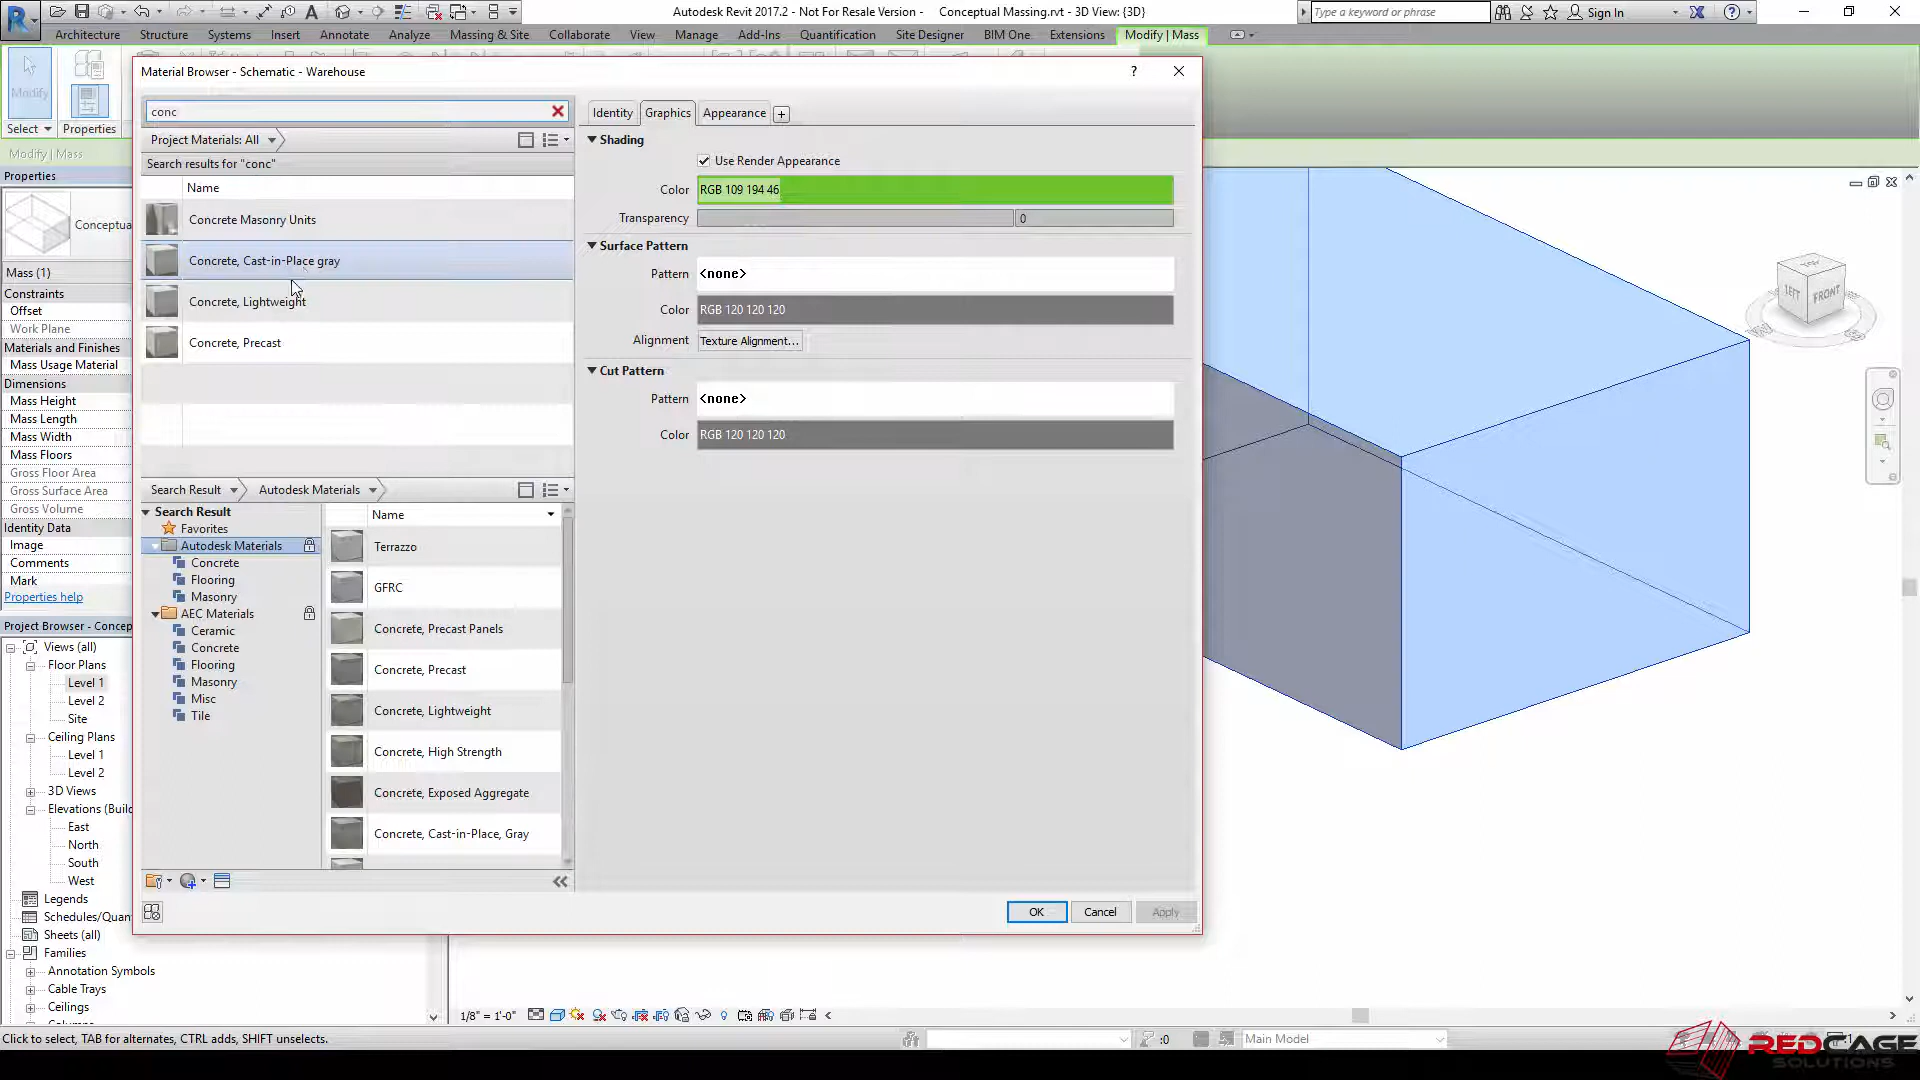 Autodesk Revit 2017.2 - Not For Resale Version - Conceptual Massing.rvt - 3D View: {3D}
Type a keyword or phrase
Sign In
Architecture Structure Systems Insert Annotate Analyze Massing & Site Collaborate View Manage Add-Ins Quantification Site Designer BIM One Extensions Modify | Mass
Modify
Select Properties
Modify | Mass
Properties
Conceptua
Mass (1)
Constraints
Offset
Work Plane
Materials and Finishes
Mass Usage Material
Dimensions
Mass Height
Mass Length
Mass Width
Mass Floors
Gross Floor Area
Gross Surface Area
Gross Volume
Identity Data
Image
Comments
Mark
Properties help
Project Browser - Concep
Views (all)
Floor Plans
Level 1
Level 2
Site
Ceiling Plans
Level 1
Level 2
3D Views
Elevations (Builc
East
North
South
West
Legends
Schedules/Quan
Sheets (all)
Families
Annotation Symbols
Cable Trays
Ceilings
Material Browser - Schematic - Warehouse
?
conc
Project Materials: All
Search results for "conc"
Name
Concrete Masonry Units
Concrete, Cast-in-Place gray
Concrete, Lightweight
Concrete, Precast
Search Result Autodesk Materials
Search Result
Favorites
Autodesk Materials
Concrete
Flooring
Masonry
AEC Materials
Ceramic
Concrete
Flooring
Masonry
Misc
Tile
Name
Terrazzo
GFRC
Concrete, Precast Panels
Concrete, Precast
Concrete, Lightweight
Concrete, High Strength
Concrete, Exposed Aggregate
Concrete, Cast-in-Place, Gray
Identity Graphics Appearance +
Shading
Use Render Appearance
Color RGB 109 194 46
Transparency 0
Surface Pattern
Pattern <none>
Color RGB 120 120 120
Alignment Texture Alignment...
Cut Pattern
Pattern <none>
Color RGB 120 120 120
OK Cancel Apply
TOP
LEFT FRONT
1/8" = 1'-0"
Click to select, TAB for alternates, CTRL adds, SHIFT unselects.
:0
Main Model
REDCAGE
SOLUTIONS